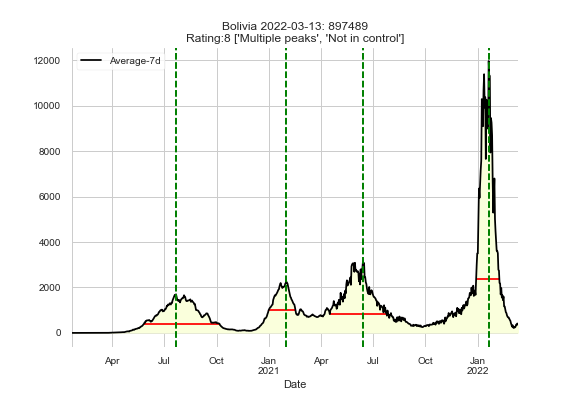 Bolivia 2022-03-13: 897489
Rating:8 ['Multiple peaks', 'Not in control']
Average-7d
12000
10000
8000
6000
4000
2000
0
Apr Jul Oct Jan Apr Jul Oct Jan
2021 2022
Date